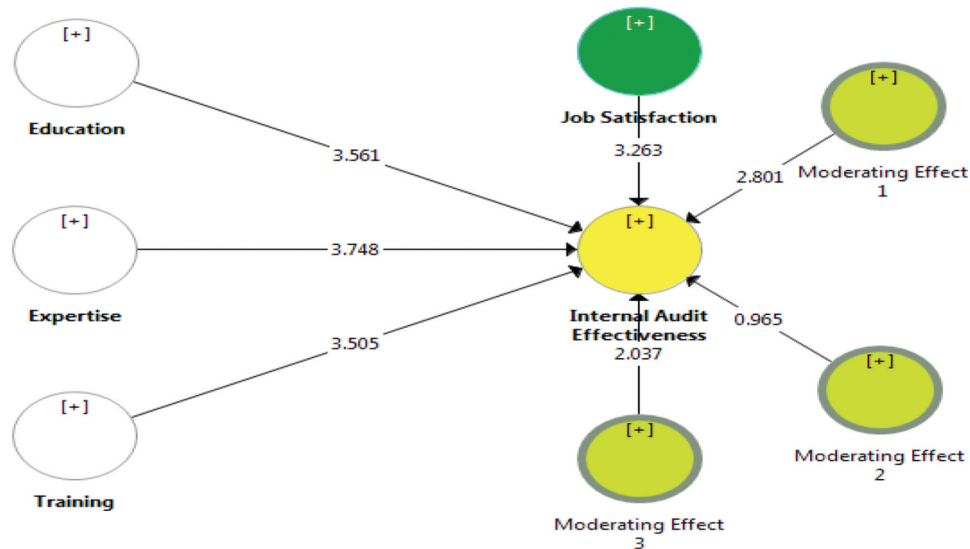 [+]
Education
[+]
Job Satisfaction
[+]
Moderating Effect
1
3.561
3.263
2.801
[+]
Expertise
3.748
[+]
Internal Audit
Effectiveness
3.505
2.037
0.965
[+]
Training
[+]
Moderating Effect
2
[+]
Moderating Effect
3